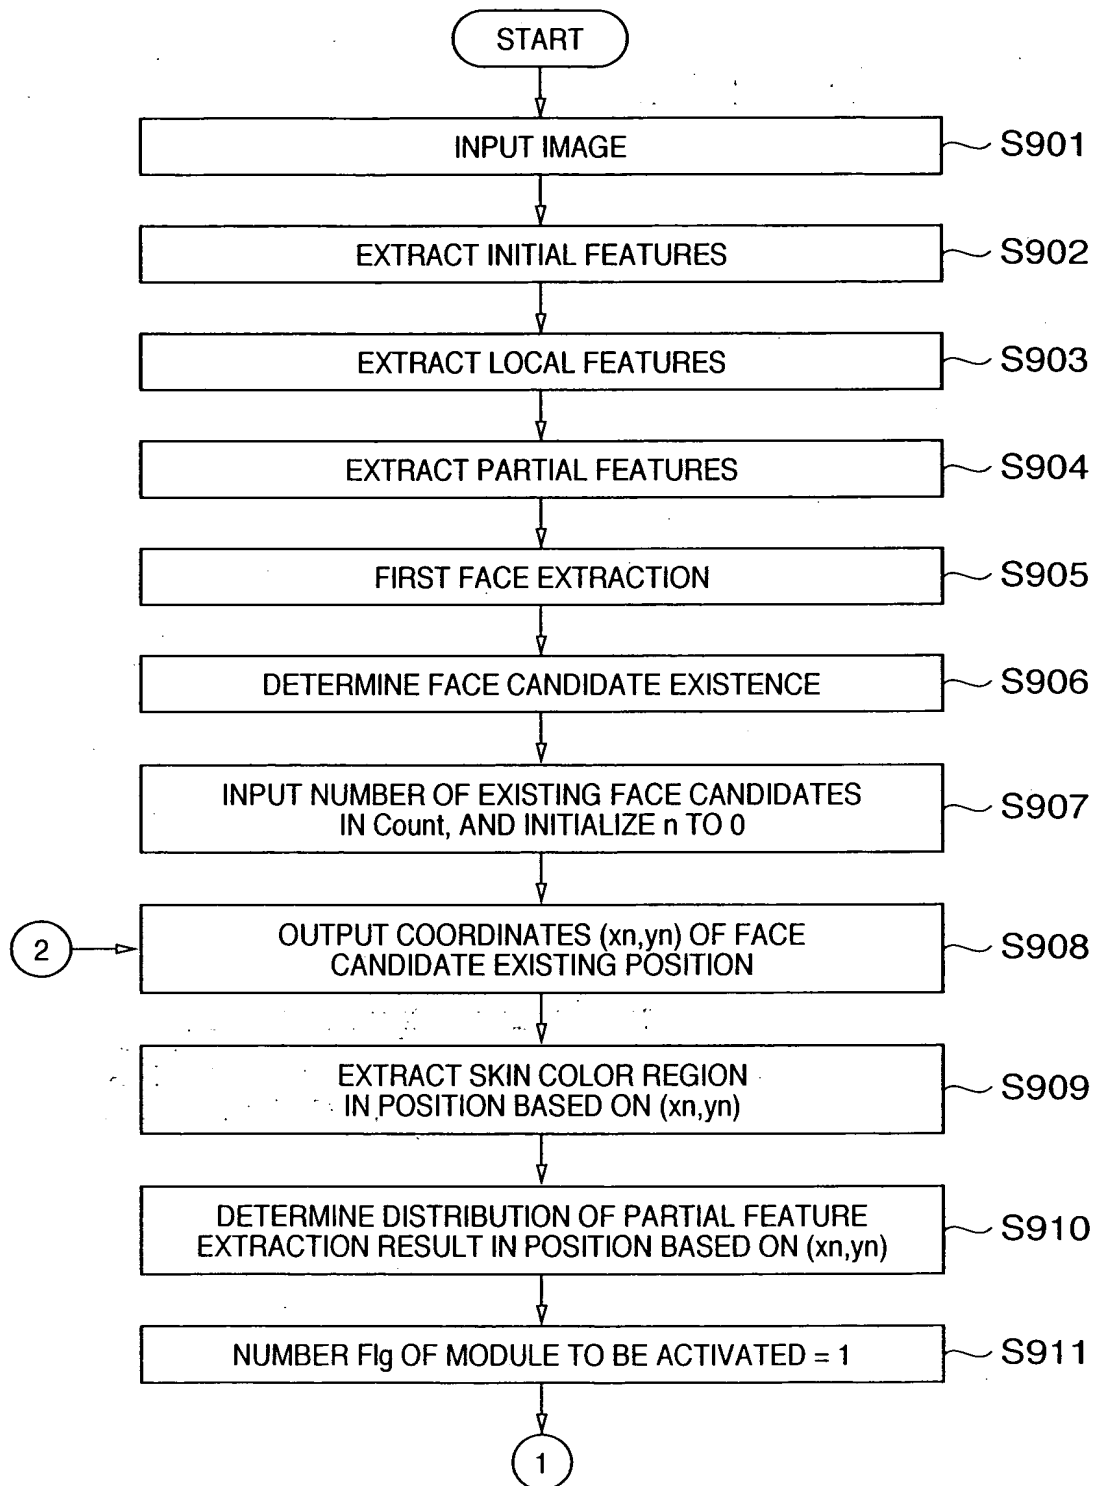 START
INPUT IMAGE
S901
EXTRACT INITIAL FEATURES
S902
EXTRACT LOCAL FEATURES
S903
EXTRACT PARTIAL FEATURES
S904
FIRST FACE EXTRACTION
S905
DETERMINE FACE CANDIDATE EXISTENCE
S906
INPUT NUMBER OF EXISTING FACE CANDIDATES
IN Count, AND INITIALIZE n TO 0
S907
2
OUTPUT COORDINATES (xn,yn) OF FACE
CANDIDATE EXISTING POSITION
S908
EXTRACT SKIN COLOR REGION
IN POSITION BASED ON (xn,yn)
S909
DETERMINE DISTRIBUTION OF PARTIAL FEATURE
EXTRACTION RESULT IN POSITION BASED ON (xn,yn)
S910
NUMBER Flg OF MODULE TO BE ACTIVATED = 1
S911
1